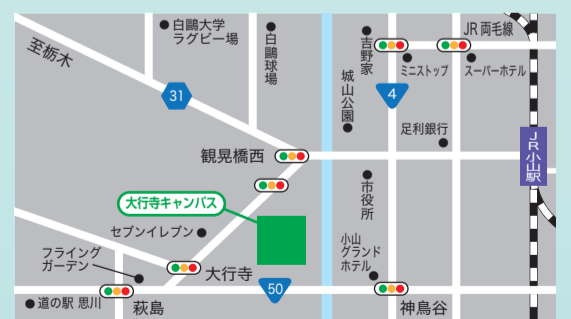 白鷗大学
ラグビー場
白鷗球場
吉野家
JR 両毛線
至栃木
ミニストップ
スーパーホテル
31
城山公園
4
足利銀行
観晃橋西
JR小山駅
大行寺キャンパス
市役所
セブンイレブン
小山
グランド
ホテル
フライング
ガーデン
大行寺
50
道の駅 思川
萩島
神鳥谷